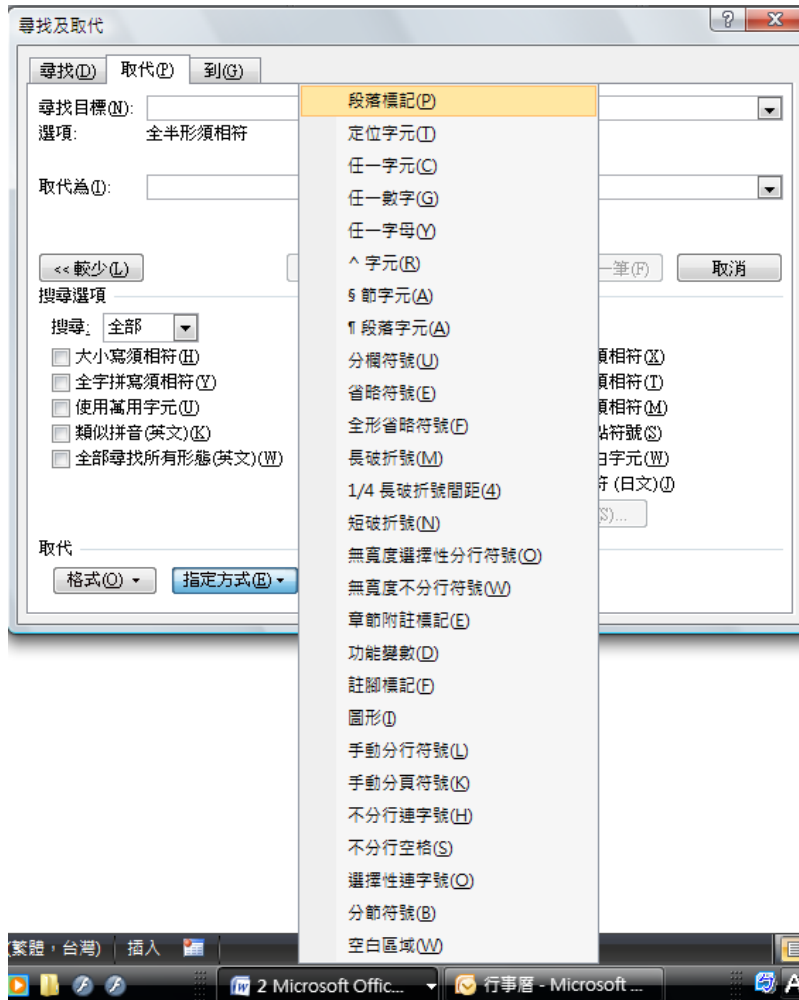 尋找及取代
尋找(D) 取代(P) 到(G)
尋找目標(N):
選項: 全半形須相符
取代為(I):
<< 較少(L)
一筆(F) 取消
搜尋選項
搜尋: 全部
大小寫須相符(H)
全字拼寫須相符(Y)
使用萬用字元(U)
類似拼音(英文)(K)
全部尋找所有形態(英文)(W)
須相符(X)
須相符(T)
須相符(M)
點符號(S)
白字元(W)
符 (日文)(J)
(S)...
取代
格式(O) 指定方式(E)
段落標記(P)
定位字元(T)
任一字元(C)
任一數字(G)
任一字母(Y)
^ 字元(R)
§ 節字元(A)
¶ 段落字元(A)
分欄符號(U)
省略符號(E)
全形省略符號(F)
長破折號(M)
1/4 長破折號間距(4)
短破折號(N)
無寬度選擇性分行符號(O)
無寬度不分行符號(W)
章節附註標記(E)
功能變數(D)
註腳標記(F)
圖形(I)
手動分行符號(L)
手動分頁符號(K)
不分行連字號(H)
不分行空格(S)
選擇性連字號(O)
分節符號(B)
空白區域(W)
(繁體,台灣) 插入
2 Microsoft Offic... 行事曆 - Microsoft ...